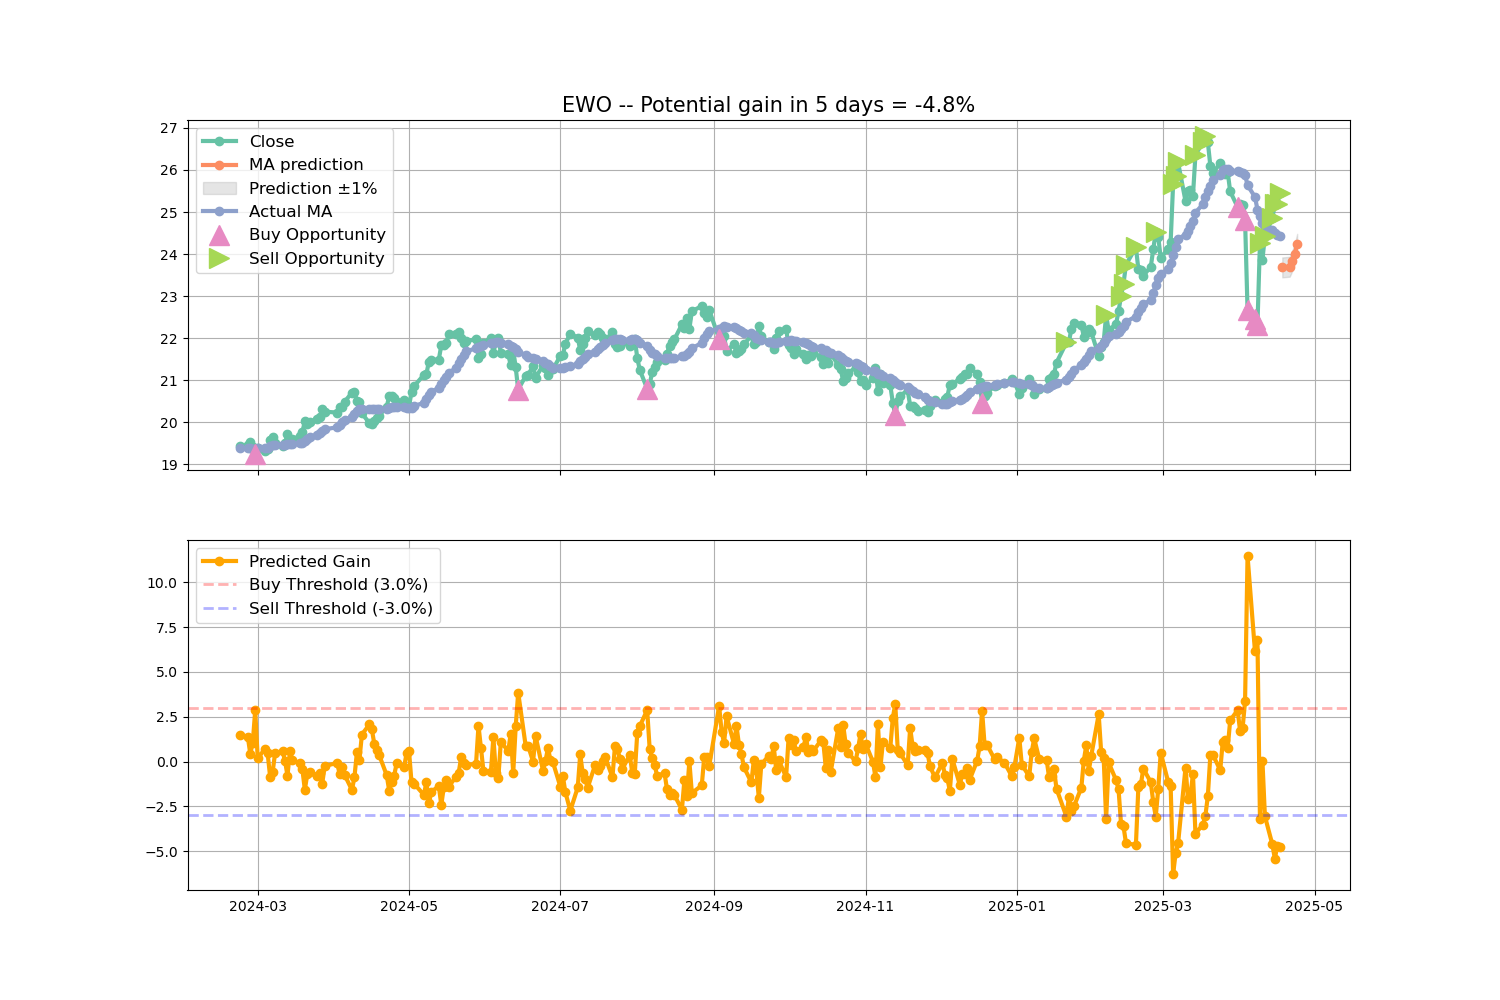 EWO -- Potential gain in 5 days = -4.8%
27
26
25
24
23
22
21
20
19
Close
MA prediction
Prediction ±1%
Actual MA
Buy Opportunity
Sell Opportunity
10.0
7.5
5.0
2.5
0.0
−2.5
−5.0
Predicted Gain
Buy Threshold (3.0%)
Sell Threshold (-3.0%)
2024-03 2024-05 2024-07 2024-09 2024-11 2025-01 2025-03 2025-05